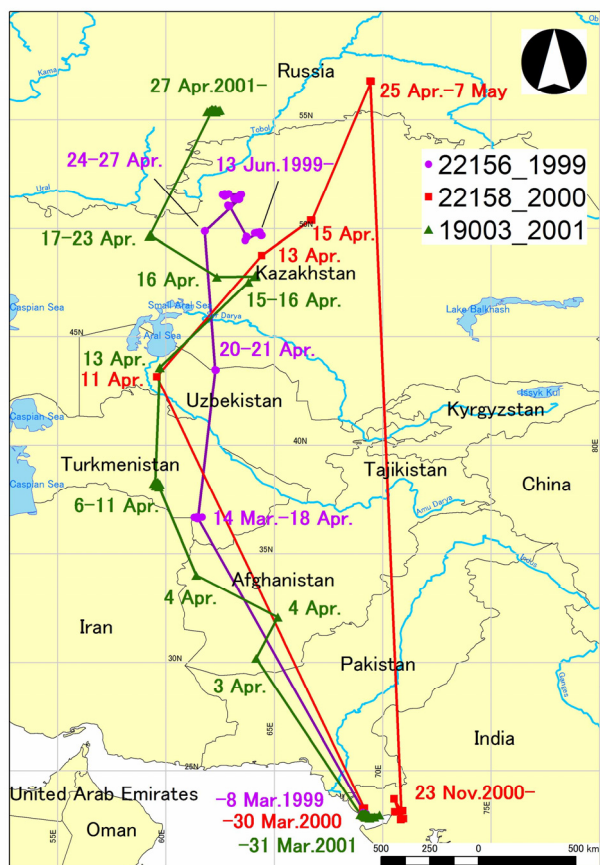 Kama
Russia
27 Apr.2001-
25 Apr.-7 May
55N
Tobol
Ob
24-27 Apr.
13 Jun.1999-
22156_1999
22158_2000
19003_2001
Ural
17-23 Apr.
15 Apr.
13 Apr.
16 Apr.
Kazakhstan
15-16 Apr.
Caspian Sea
Small Aral Sea
Darya
Lake Balkhash
Aral Sea
45N
13 Apr.
20-21 Apr.
11 Apr.
Issyk Kul
Uzbekistan
Kyrgyzstan
Caspian Sea
40N
Turkmenistan
Tajikistan
China
Caspian Sea
6-11 Apr.
Amu Darya
14 Mar.-18 Apr.
35N
Indus
Afghanistan
4 Apr.
4 Apr.
Iran
Pakistan
30N
3 Apr.
Ganges
65E
India
25N
70E
United Arab Emirates
-8 Mar.1999
23 Nov.2000-
75E
-30 Mar.2000
55E
60E
Oman
-31 Mar.2001
500
0
500 km